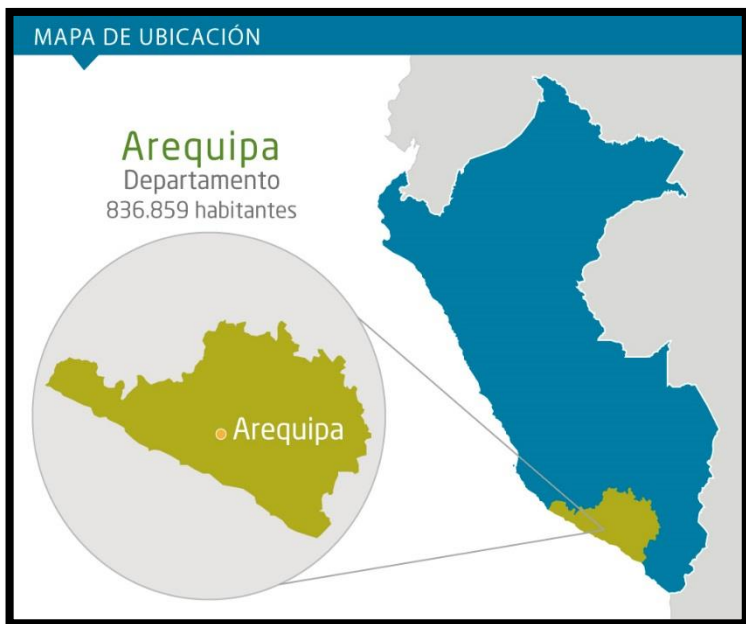 MAPA DE UBICACIÓN
Arequipa
Departamento
836.859 habitantes
Arequipa